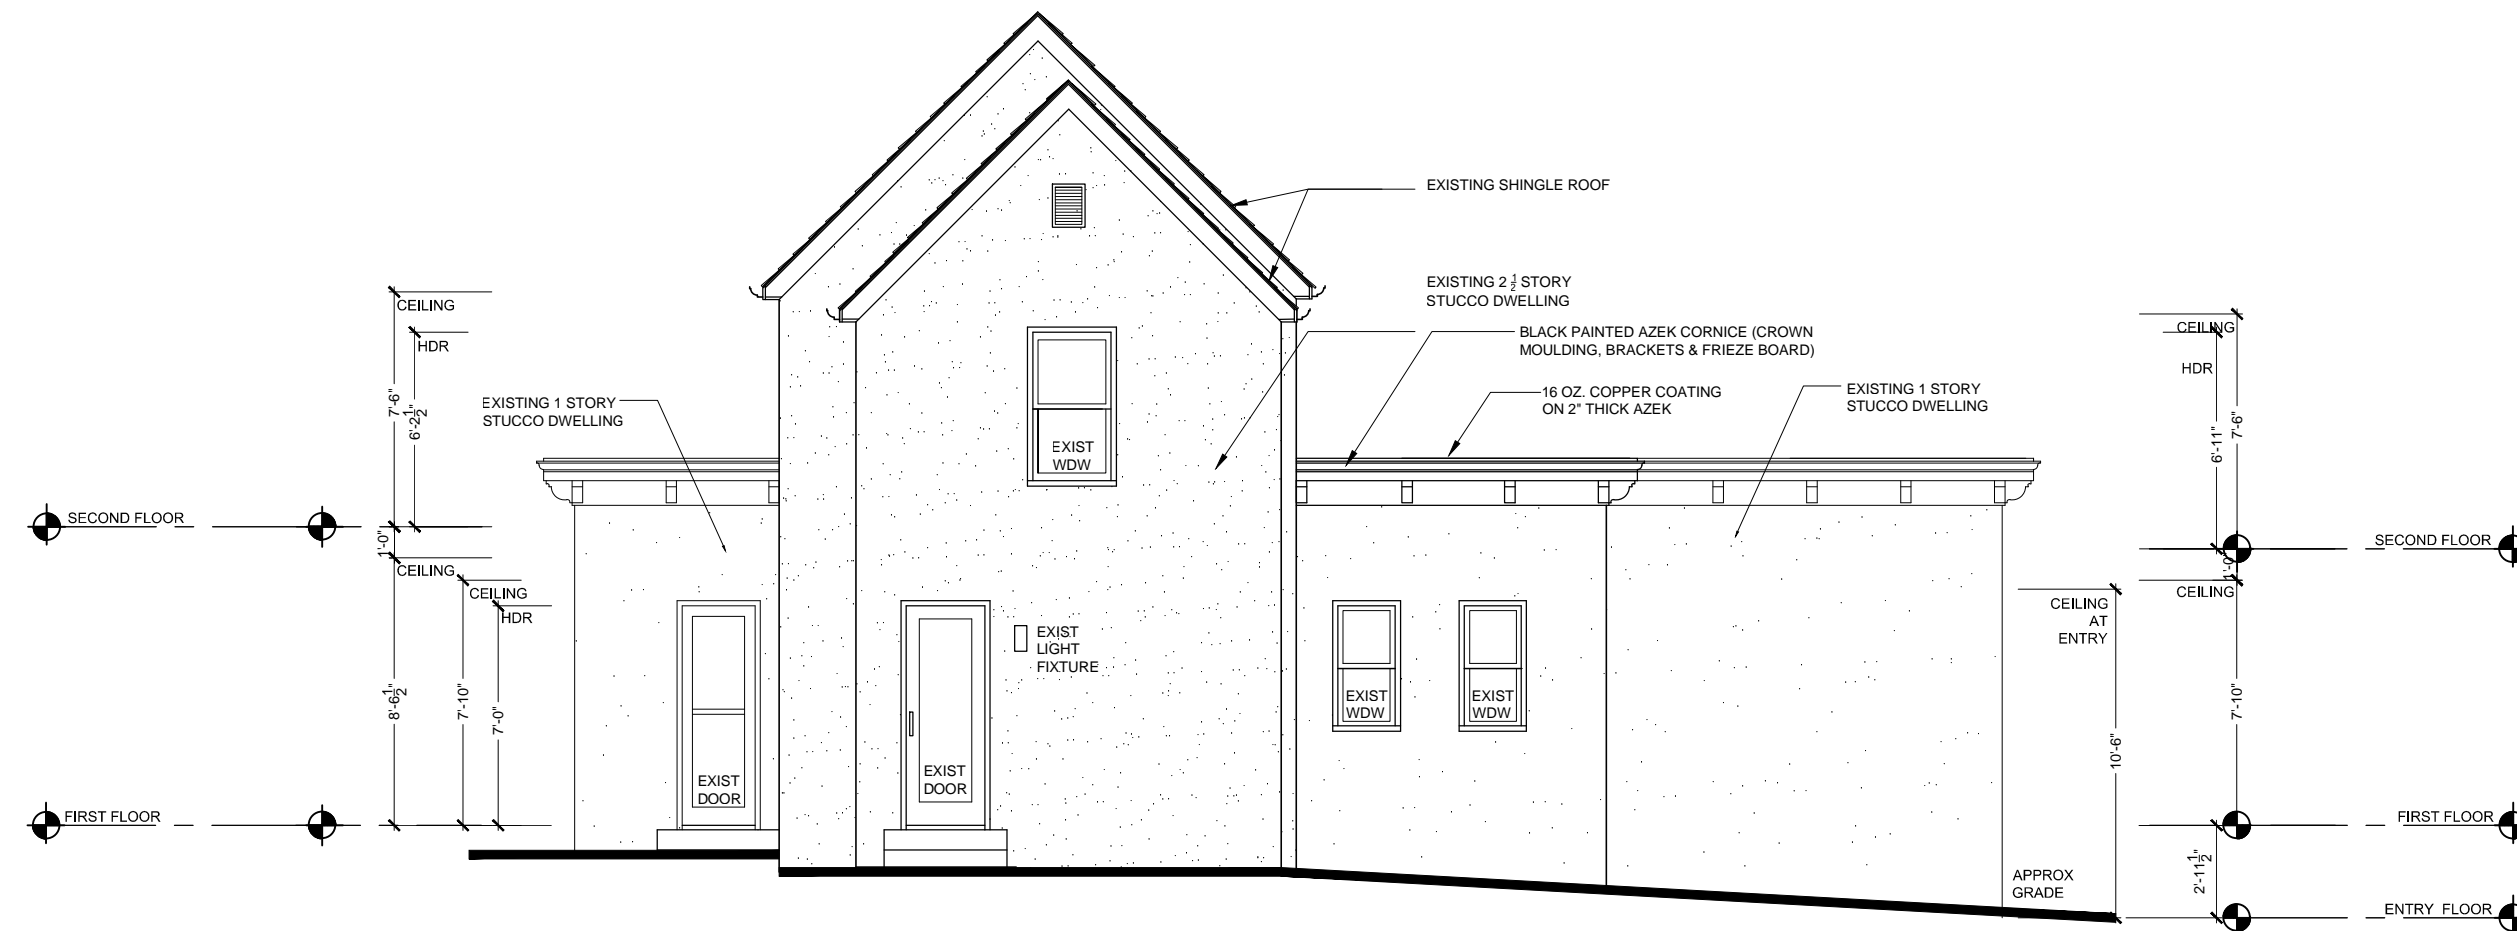 EXISTING SHINGLE ROOF
EXISTING 2 1/2 STORY
STUCCO DWELLING
BLACK PAINTED AZEK CORNICE (CROWN
MOULDING, BRACKETS & FRIEZE BOARD)
16 OZ. COPPER COATING
ON 2" THICK AZEK
EXISTING 1 STORY
STUCCO DWELLING
EXISTING 1 STORY
STUCCO DWELLING
CEILING
HDR
7'-6"
6'-2 1/2"
SECOND FLOOR
1'-0"
CEILING
CEILING
HDR
8'-6 1/2"
7'-10"
7'-0"
FIRST FLOOR
EXIST
WDW
EXIST
LIGHT
FIXTURE
EXIST
DOOR
EXIST
DOOR
EXIST
WDW
EXIST
WDW
CEILING
HDR
6'-11"
7'-6"
SECOND FLOOR
1'-0"
CEILING
CEILING
AT
ENTRY
7'-10"
10'-6"
FIRST FLOOR
2'-11 1/2"
APPROX
GRADE
ENTRY FLOOR